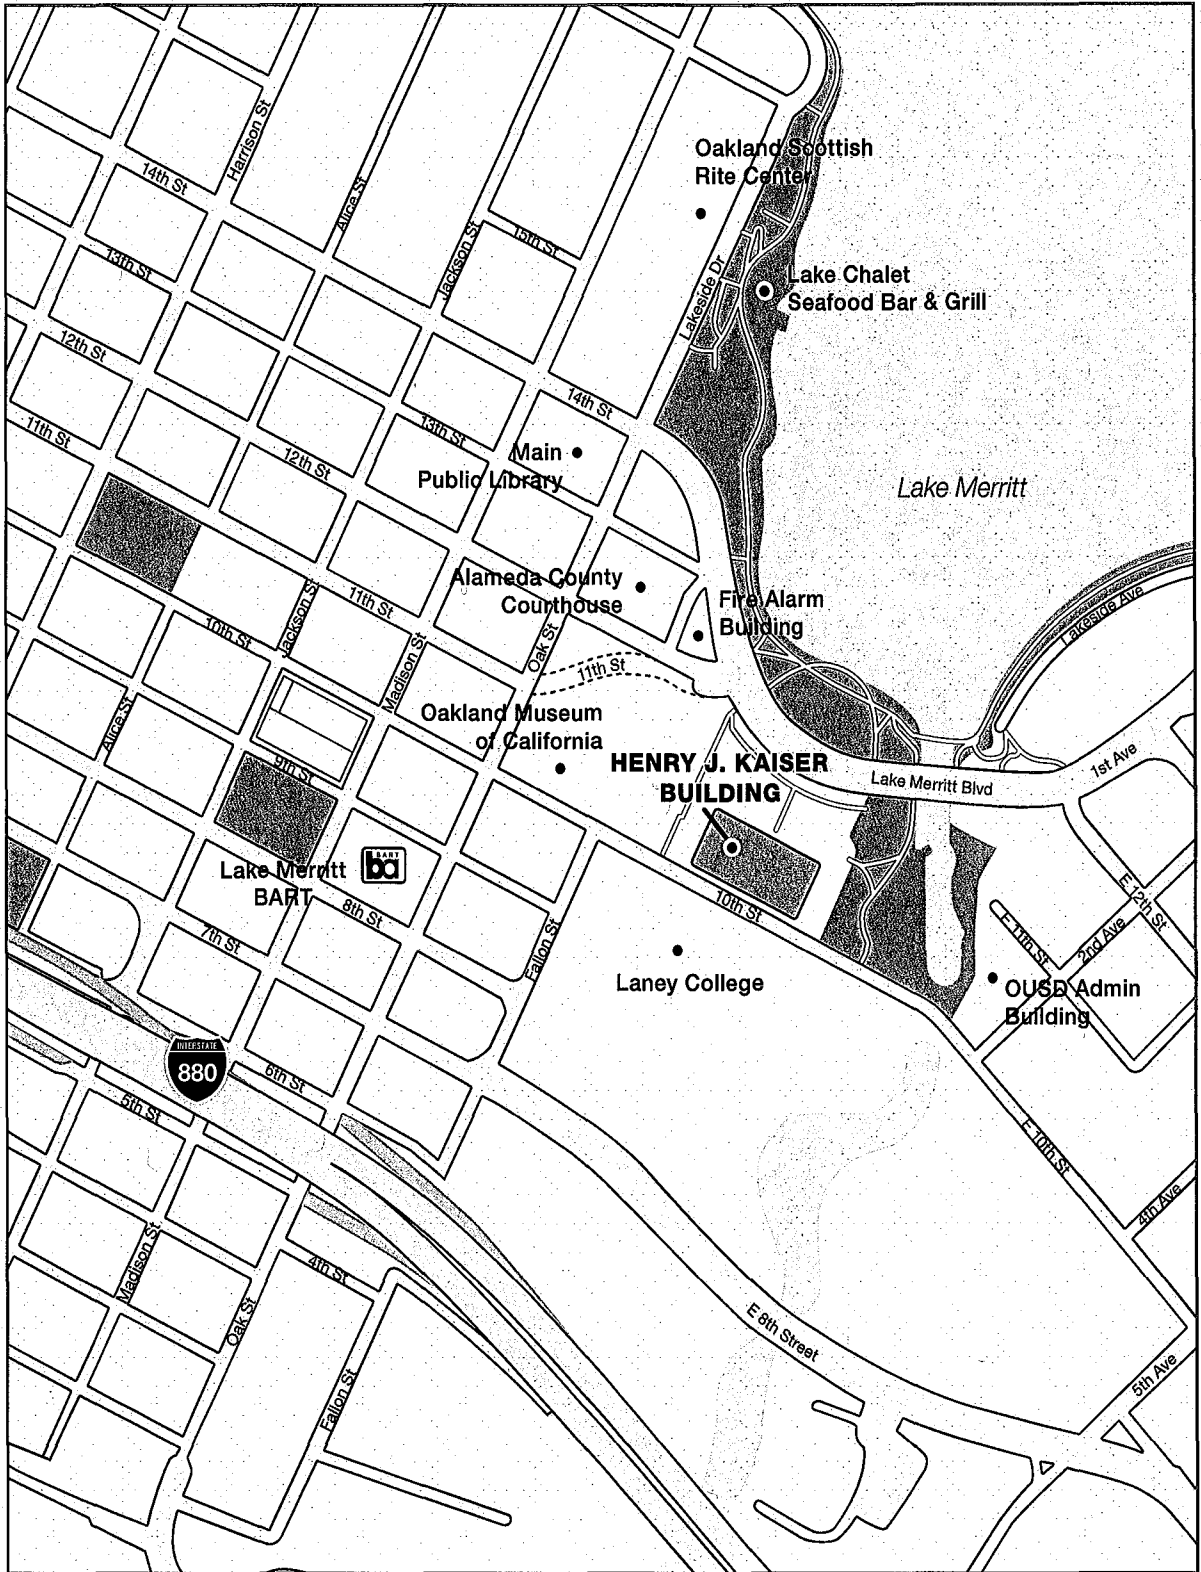 Oakland Scottish
Rite Center
Harrison St
14th St
Alice St
15th St
Jackson St
13th St
Lakeside Dr
Lake Chalet
Seafood Bar & Grill
12th St
14th St
11th St
13th St
Main
Public Library
12th St
Lake Merritt
Alameda County
Courthouse
Fire Alarm
Building
Lakeside Ave
11th St
Jackson St
10th St
Oak St
Madison St
11th St
Alice St
Oakland Museum
of California
HENRY J. KAISER
BUILDING
9th St
Lake Merritt Blvd
1st Ave
BART
ba
Lake Merritt
BART
8th St
10th St
E 12th St
7th St
Fallon St
E 11th St
2nd Ave
Laney College
OUSD Admin
Building
INTERSTATE
880
6th St
5th St
E 10th St
4th Ave
Madison St
4th St
Oak St
E 8th Street
5th Ave
Fallon St